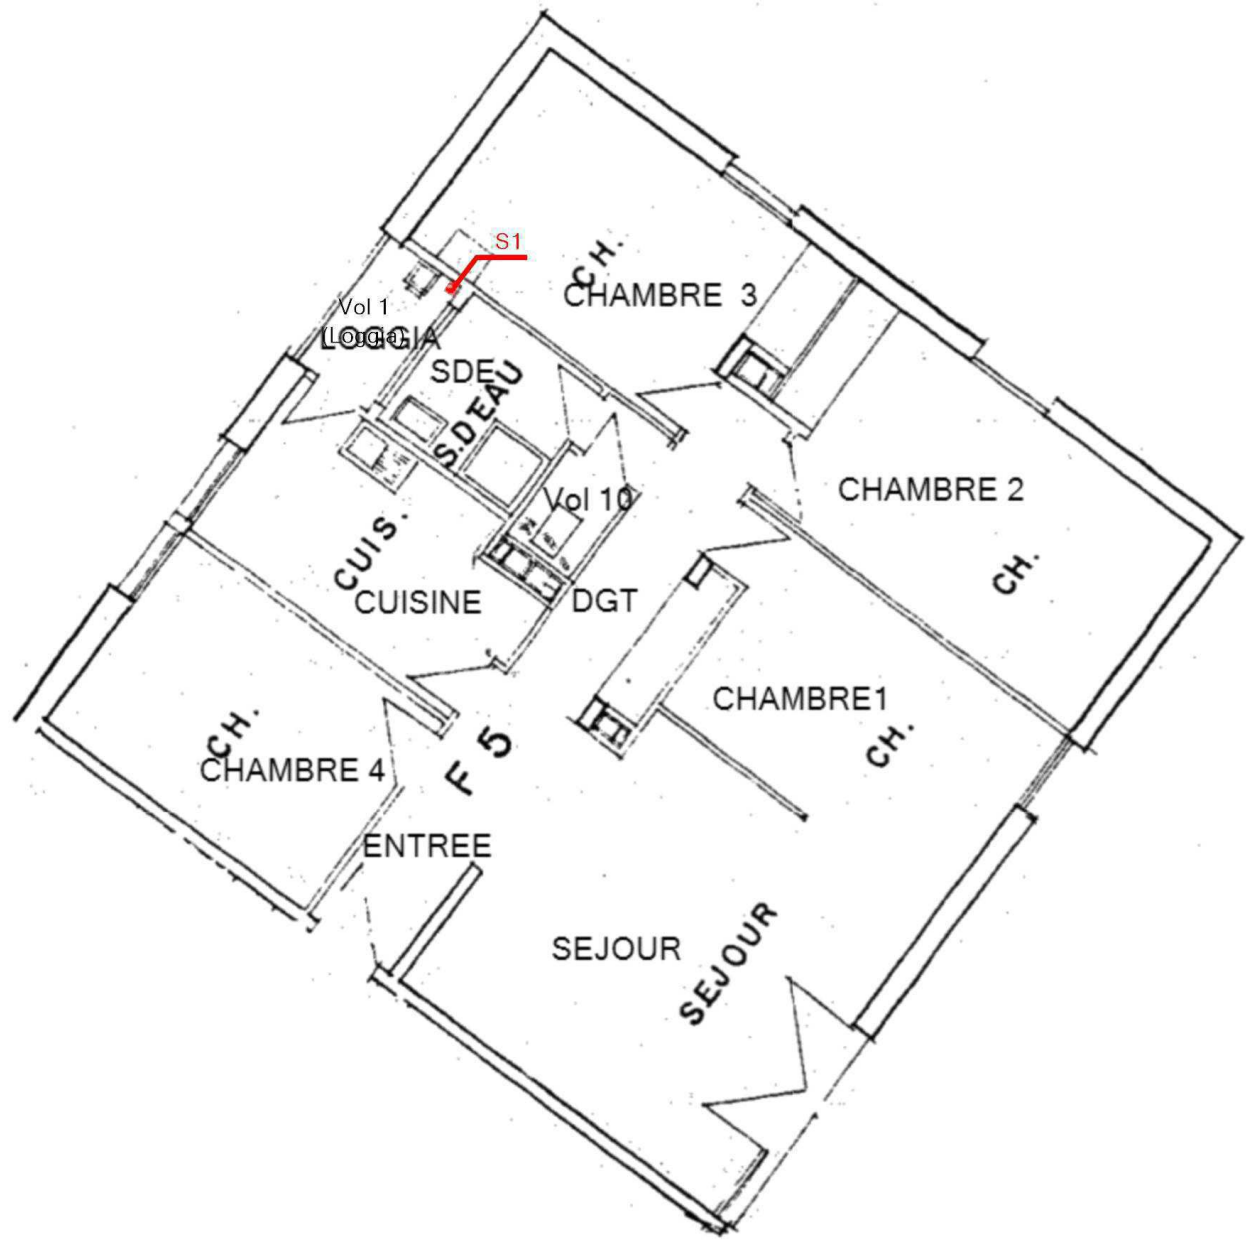 S1
CH.
CHAMBRE 3
Vol 1
(Loggia)
LOGGIA
SDE
S.D'EAU
CHAMBRE 2
Vol 10
CH.
CUIS.
CUISINE
DGT
CHAMBRE1
CH.
CH.
CHAMBRE 4
F 5
ENTREE
SEJOUR
SEJOUR